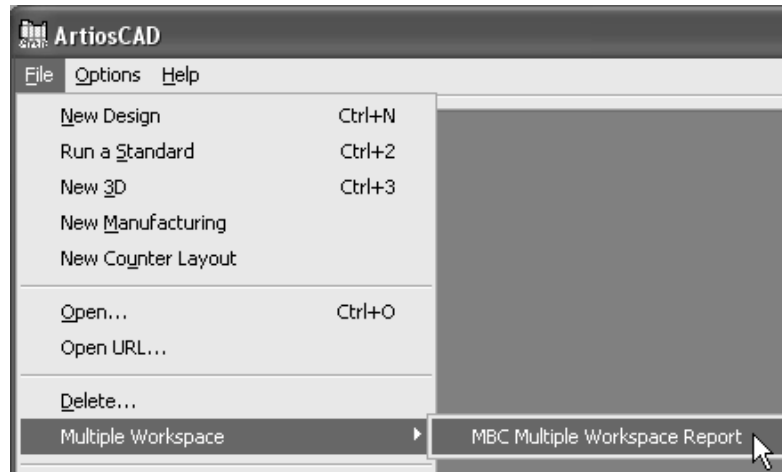 ArtiosCAD
File Options Help
New Design Ctrl+N
Run a Standard Ctrl+2
New 3D Ctrl+3
New Manufacturing
New Counter Layout
Open... Ctrl+O
Open URL...
Delete...
Multiple Workspace MBC Multiple Workspace Report